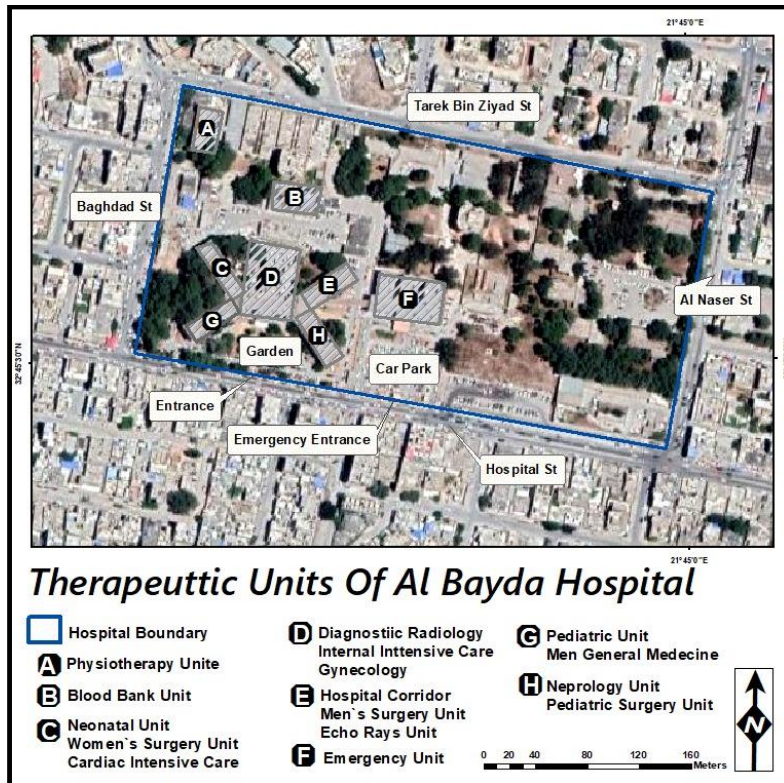 21°45'0"E
Tarek Bin Ziyad St
A
B
Baghdad St
C
D
E
F
Al Naser St
G
H
Garden
Car Park
32°45'30"N
Entrance
Emergency Entrance
Hospital St
21°45'0"E
Therapeuttic Units Of Al Bayda Hospital
Hospital Boundary
A Physiotherapy Unite
B Blood Bank Unit
C Neonatal Unit
Women`s Surgery Unit
Cardiac Intensive Care
D Diagnostiic Radiology
Internal Inttensive Care
Gynecology
E Hospital Corridor
Men`s Surgery Unit
Echo Rays Unit
F Emergency Unit
G Pediatric Unit
Men General Medecine
H Neprology Unit
Pediatric Surgery Unit
N
0 20 40 80 120 160
Meters